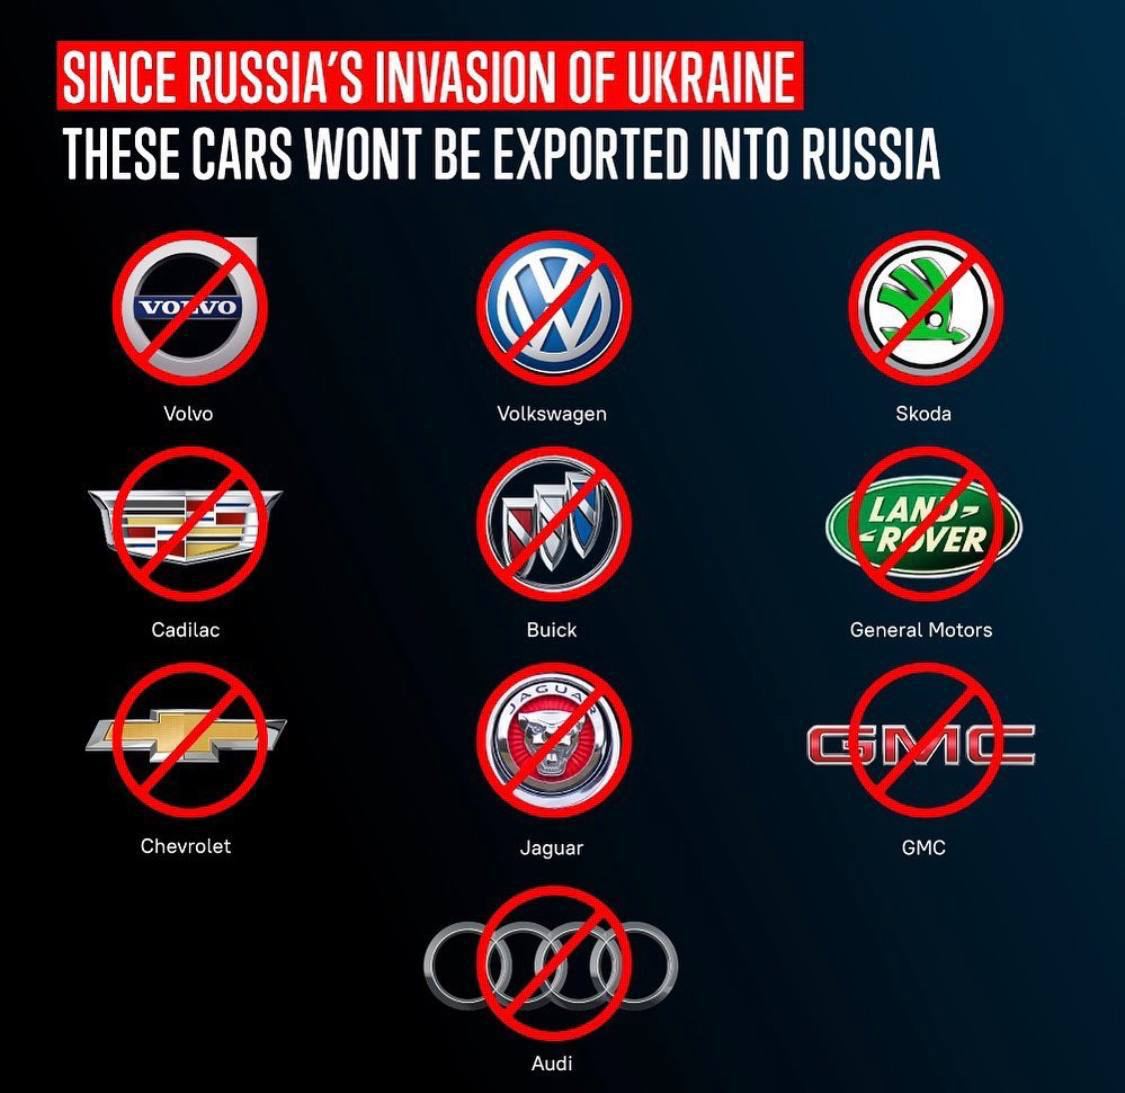 SINCE RUSSIA'S INVASION OF UKRAINE
THESE CARS WONT BE EXPORTED INTO RUSSIA
VOLVO
Volvo
Volkswagen
Skoda
Cadilac
Buick
LAND-
-ROVER
General Motors
Chevrolet
JAGUAR
Jaguar
GMC
GMC
Audi